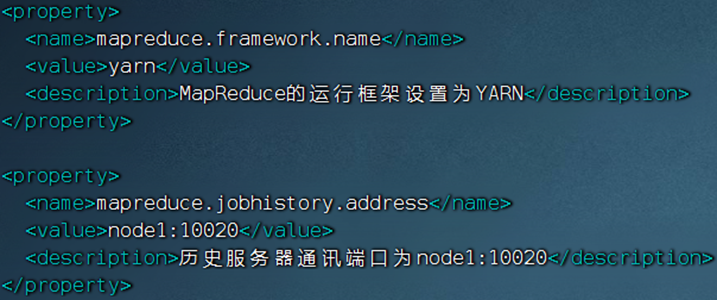 <property>
  <name>mapreduce.framework.name</name>
  <value>yarn</value>
  <description>MapReduce的运行框架设置为YARN</description>
</property>

<property>
  <name>mapreduce.jobhistory.address</name>
  <value>node1:10020</value>
  <description>历史服务器通讯端口为node1:10020</description>
</property>